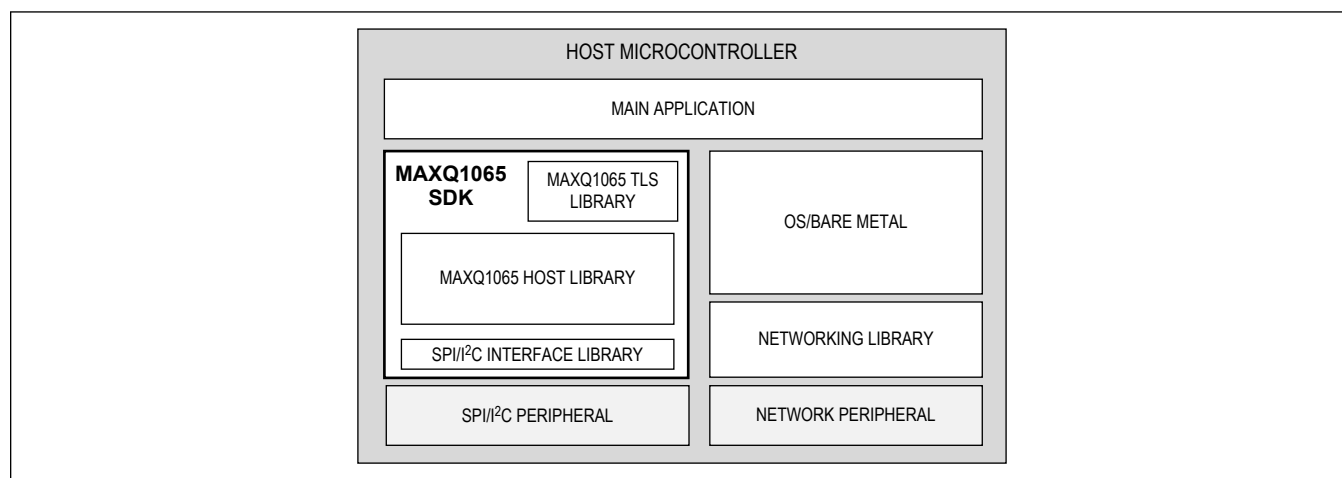 HOST MICROCONTROLLER
MAIN APPLICATION
MAXQ1065
SDK
MAXQ1065 TLS
LIBRARY
MAXQ1065 HOST LIBRARY
SPI/I²C INTERFACE LIBRARY
SPI/I²C PERIPHERAL
OS/BARE METAL
NETWORKING LIBRARY
NETWORK PERIPHERAL